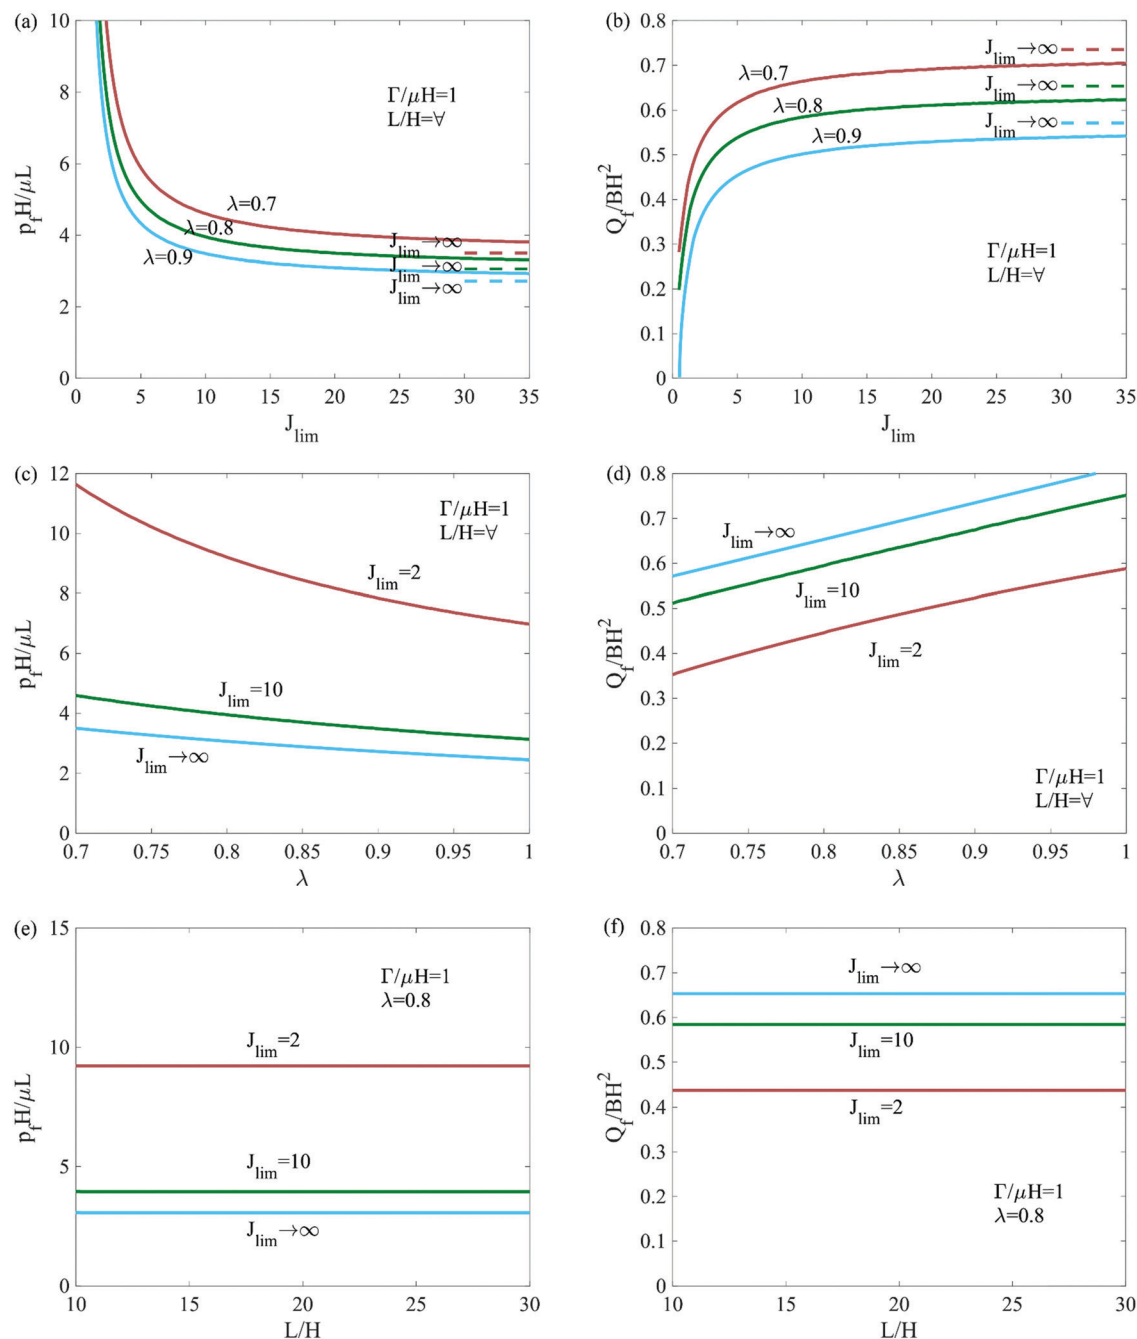 (a)
10
8
6
4
2
0
p_fH/μL
Γ/μH=1
L/H=∀
λ=0.7
λ=0.8
λ=0.9
J_lim→∞
J_lim→∞
J_lim→∞
0 5 10 15 20 25 30 35
J_lim
(b)
0.8
0.7
0.6
0.5
0.4
0.3
0.2
0.1
0
Q_f/BH²
J_lim→∞
λ=0.7
J_lim→∞
λ=0.8
J_lim→∞
λ=0.9
Γ/μH=1
L/H=∀
0 5 10 15 20 25 30 35
J_lim
(c)
12
10
8
6
4
2
0
p_fH/μL
Γ/μH=1
L/H=∀
J_lim=2
J_lim=10
J_lim→∞
0.7 0.75 0.8 0.85 0.9 0.95 1
λ
(d)
0.8
0.7
0.6
0.5
0.4
0.3
0.2
0.1
0
Q_f/BH²
J_lim→∞
J_lim=10
J_lim=2
Γ/μH=1
L/H=∀
0.7 0.75 0.8 0.85 0.9 0.95 1
λ
(e)
15
10
5
0
p_fH/μL
Γ/μH=1
λ=0.8
J_lim=2
J_lim=10
J_lim→∞
10 15 20 25 30
L/H
(f)
0.8
0.7
0.6
0.5
0.4
0.3
0.2
0.1
0
Q_f/BH²
J_lim→∞
J_lim=10
J_lim=2
Γ/μH=1
λ=0.8
10 15 20 25 30
L/H